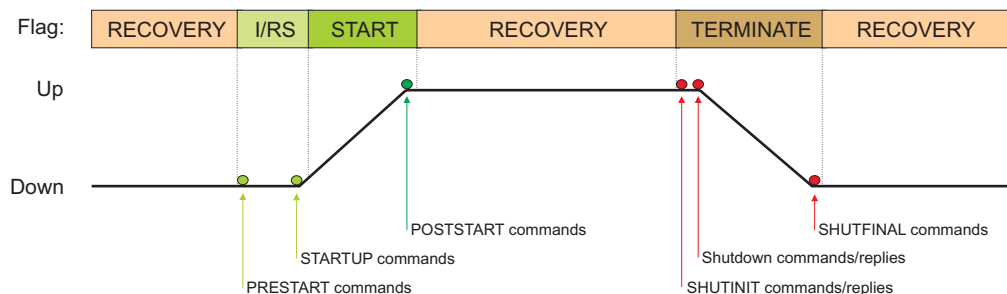 Flag: RECOVERY I/RS START RECOVERY TERMINATE RECOVERY
Up
Down
POSTSTART commands SHUTFINAL commands
STARTUP commands Shutdown commands/replies
PRESTART commands SHUTINIT commands/replies